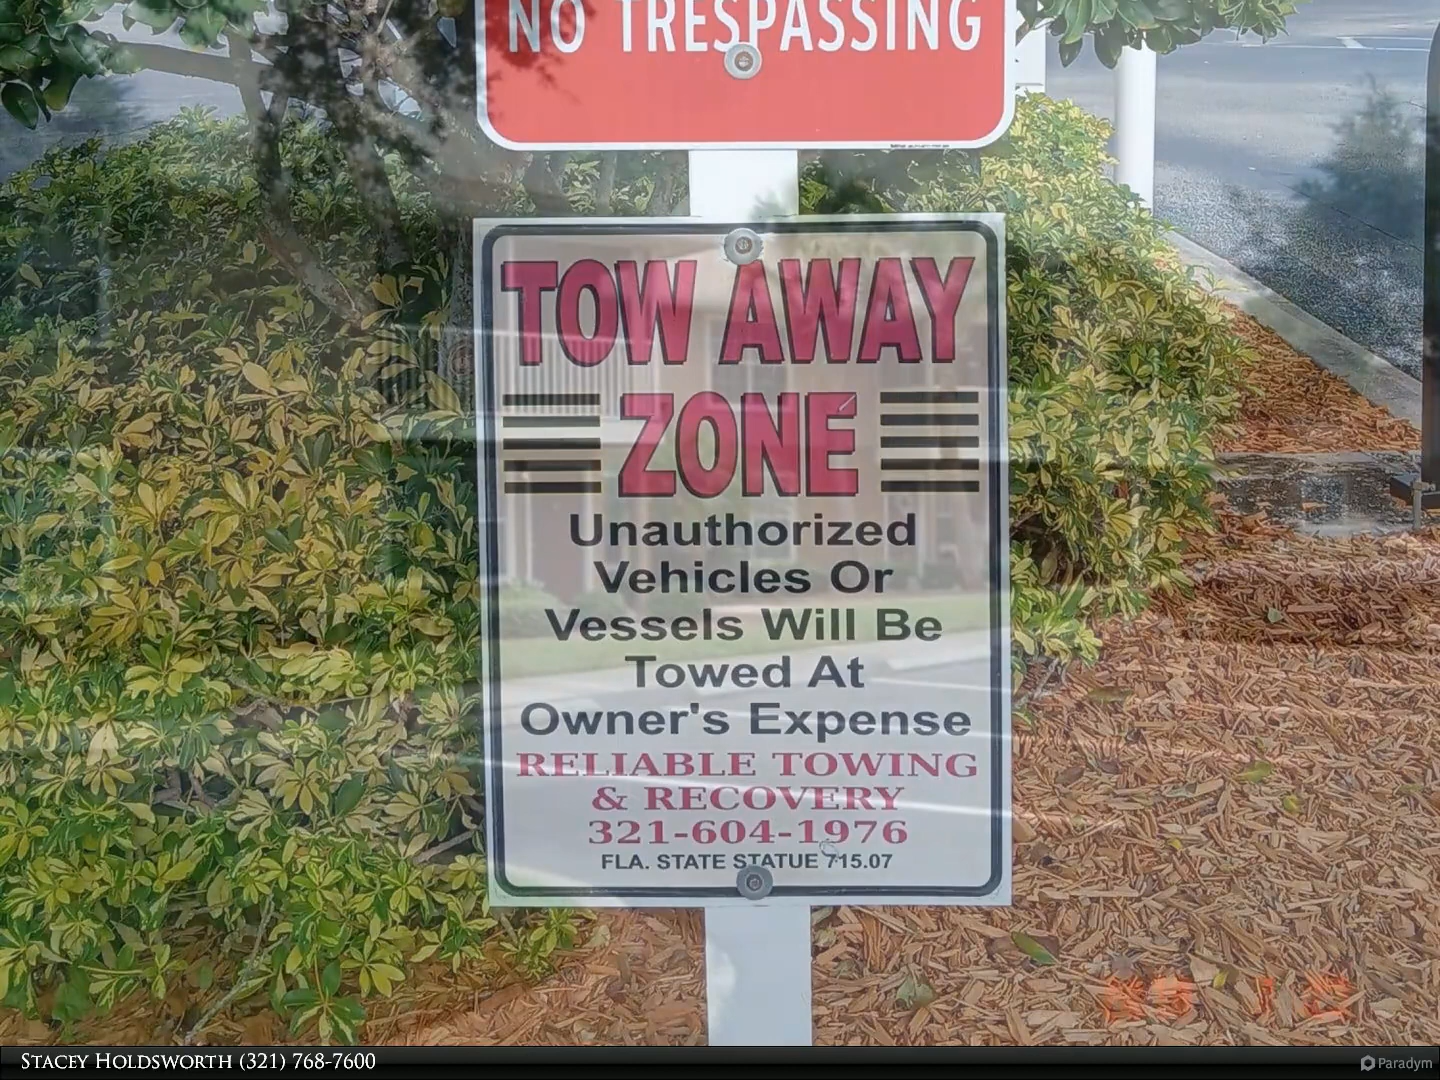 NO TRESPASSING
TOW AWAY
ZONE
Unauthorized
Vehicles Or
Vessels Will Be
Towed At
Owner's Expense
RELIABLE TOWING
& RECOVERY
321-604-1976
FLA. STATE STATUE 715.07
STACEY HOLDSWORTH (321) 768-7600
Paradym